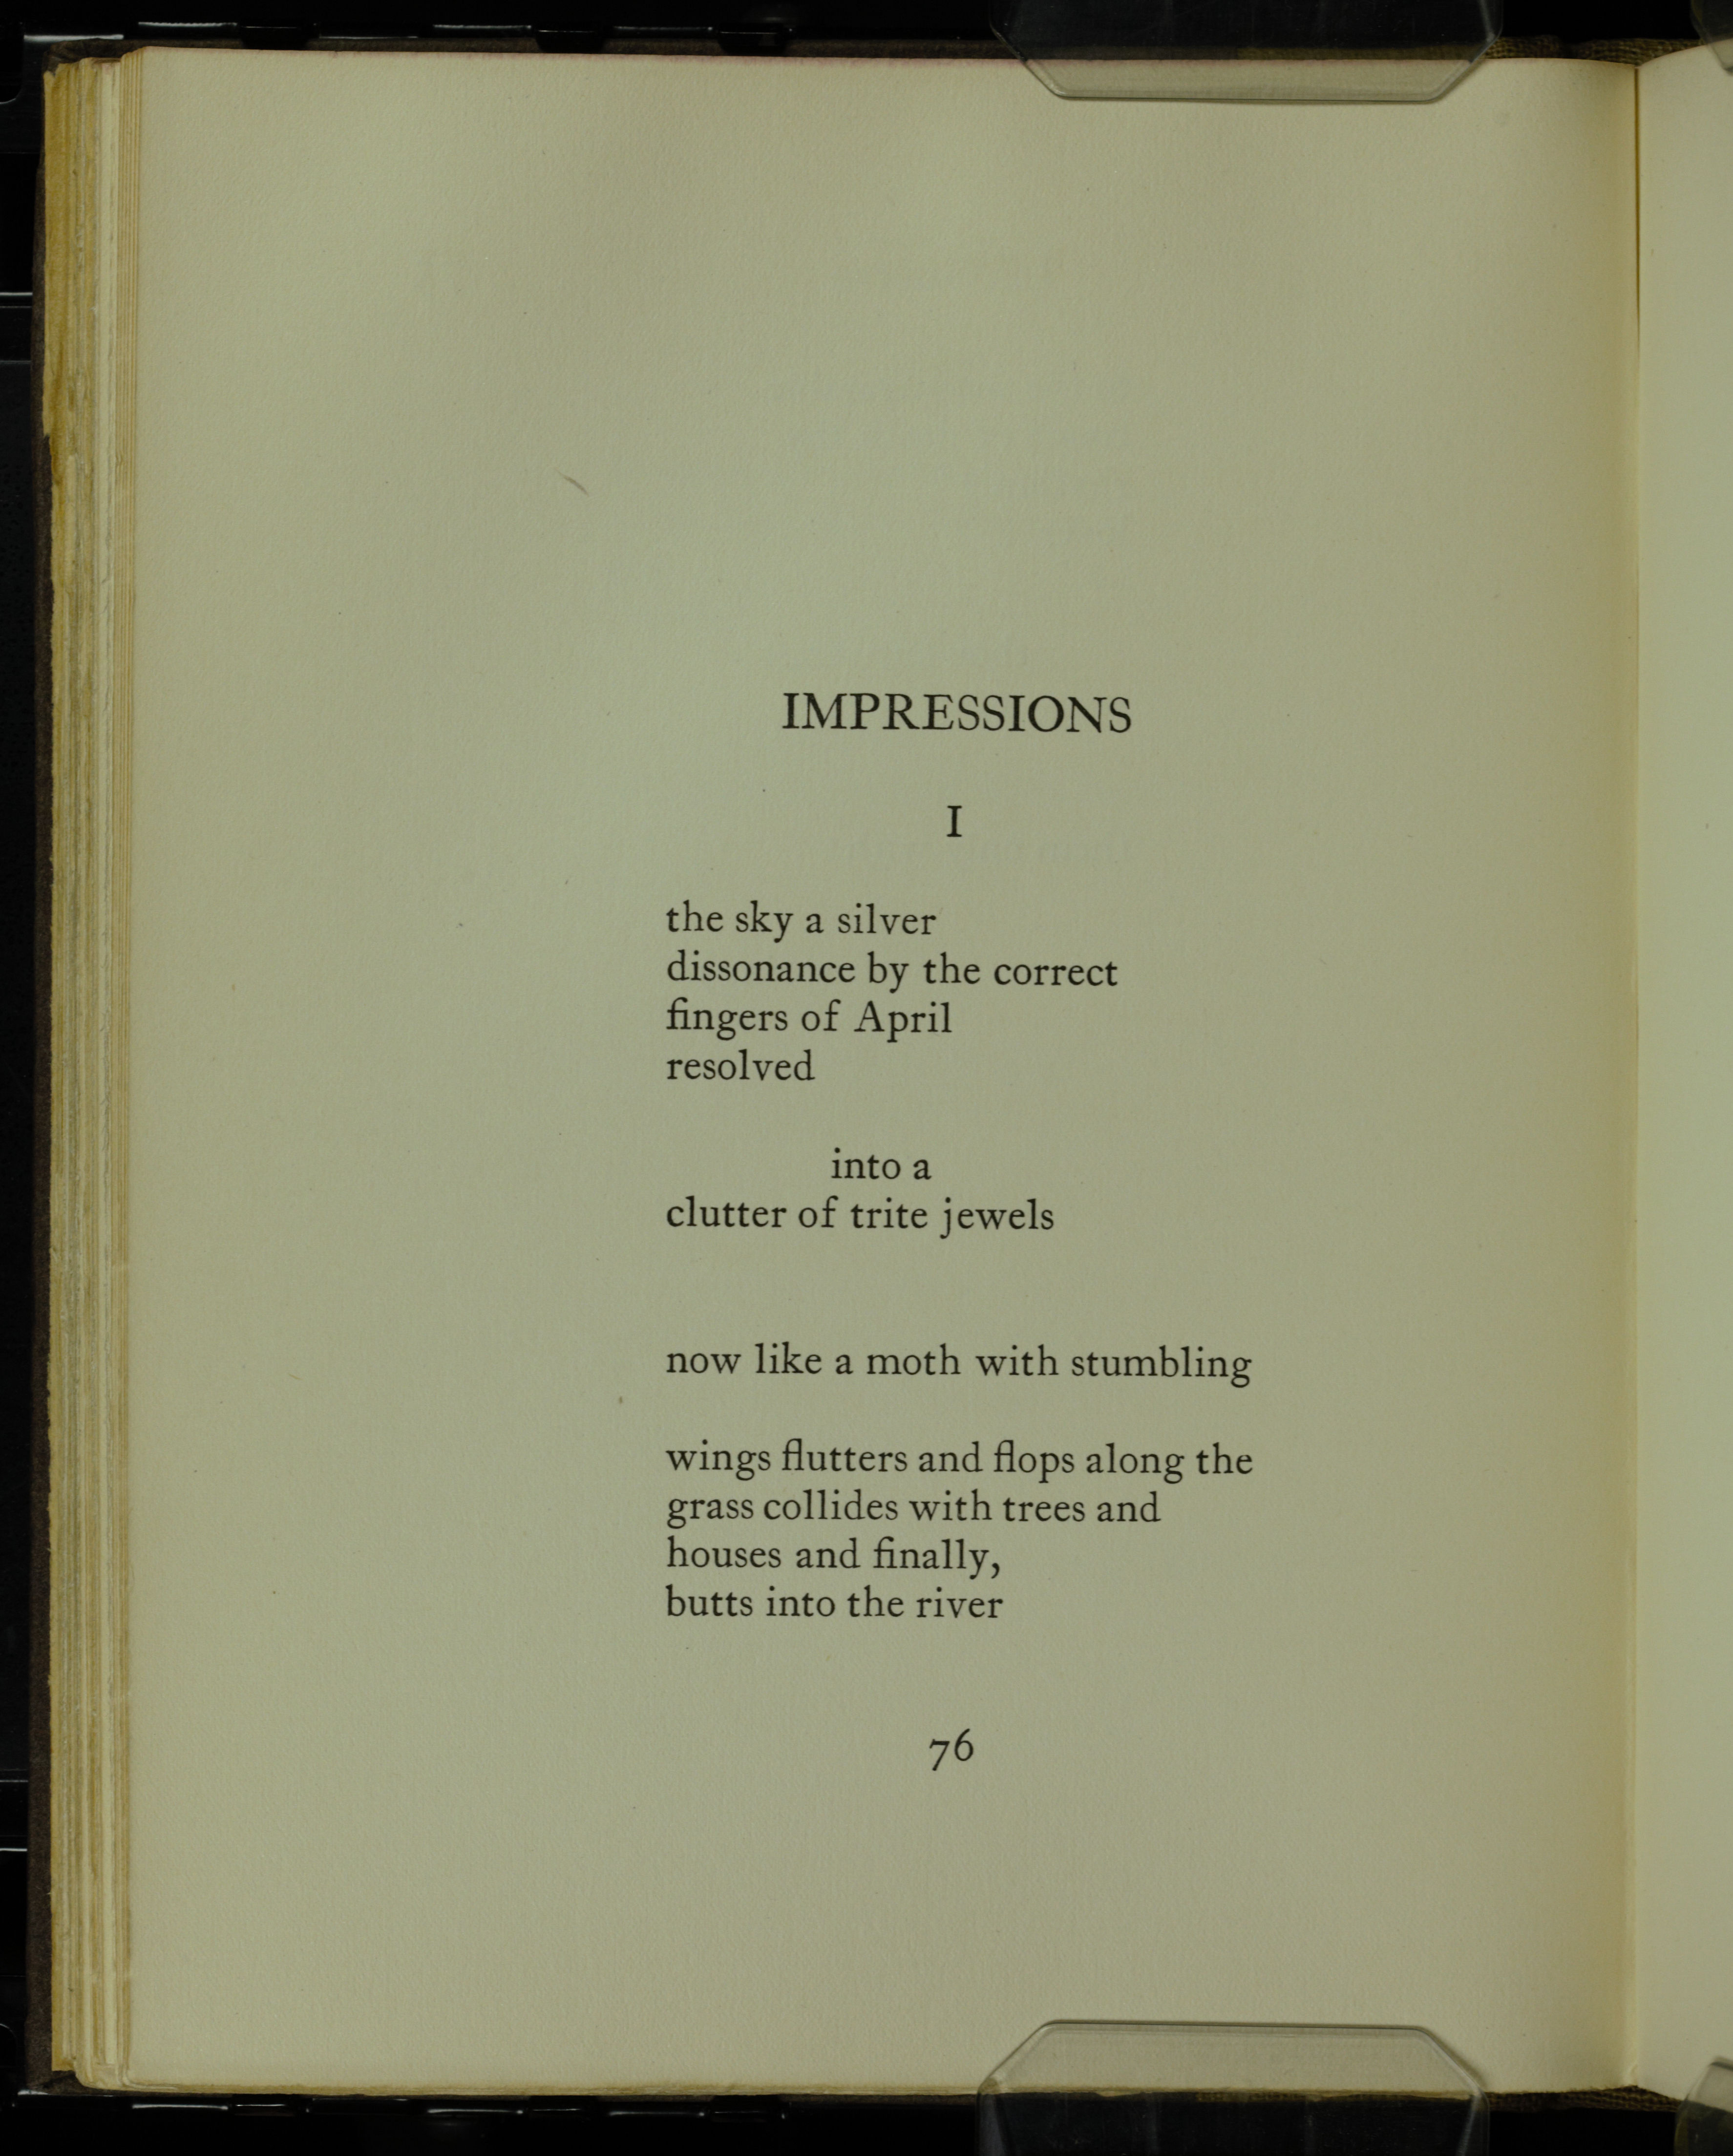 IMPRESSIONS
I
the sky a silver
dissonance by the correct
fingers of April
resolved
into a
clutter of trite jewels
now like a moth with stumbling
wings flutters and flops along the
grass collides with trees and
houses and finally,
butts into the river
76